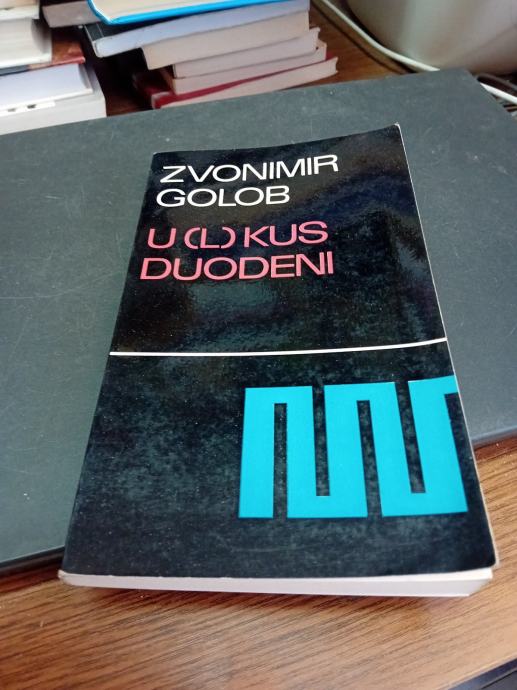 ZVONIMIR
GOLOB
U (L) KUS
DUODENI